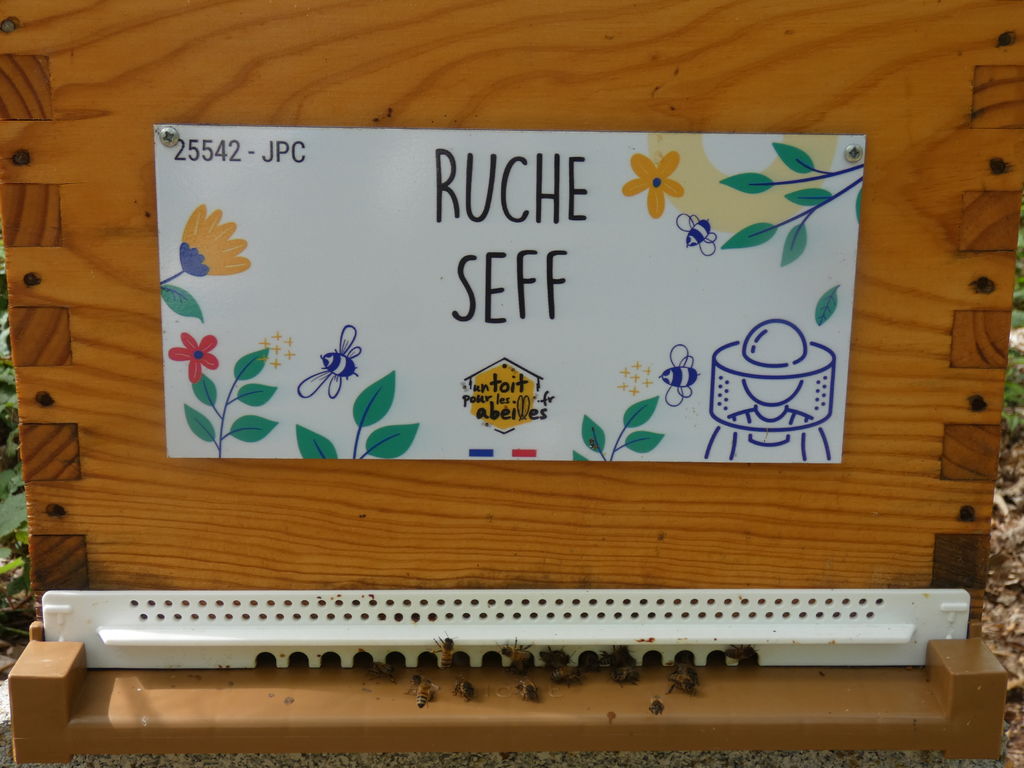 25542 - JPC
RUCHE
SEFF
un toit
pour les .fr
abeilles